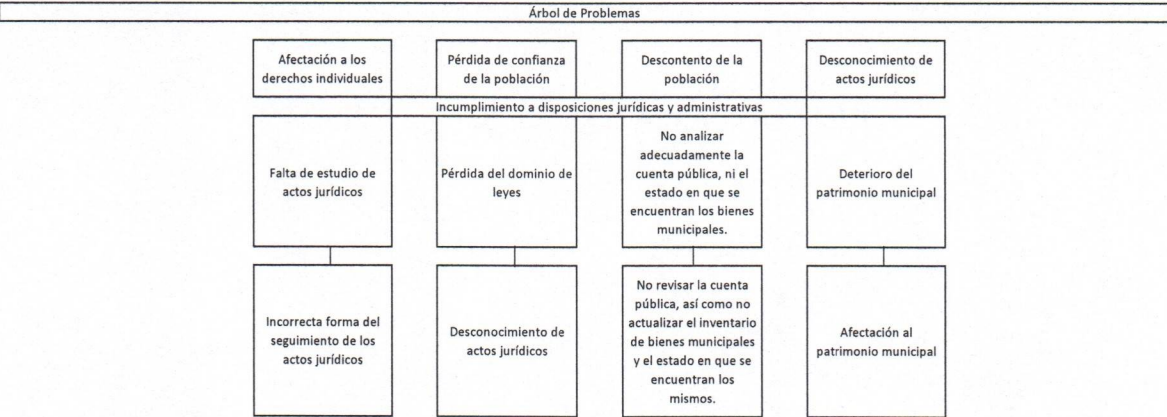 Árbol de Problemas
Afectación a los
derechos individuales
Pérdida de confianza
de la población
Descontento de la
población
Desconocimiento de
actos jurídicos
Incumplimiento a disposiciones jurídicas y administrativas
Falta de estudio de
actos jurídicos
Pérdida del dominio de
leyes
No analizar
adecuadamente la
cuenta pública, ni el
estado en que se
encuentran los bienes
municipales.
Deterioro del
patrimonio municipal
Incorrecta forma del
seguimiento de los
actos jurídicos
Desconocimiento de
actos jurídicos
No revisar la cuenta
pública, así como no
actualizar el inventario
de bienes municipales
y el estado en que se
encuentran los
mismos.
Afectación al
patrimonio municipal